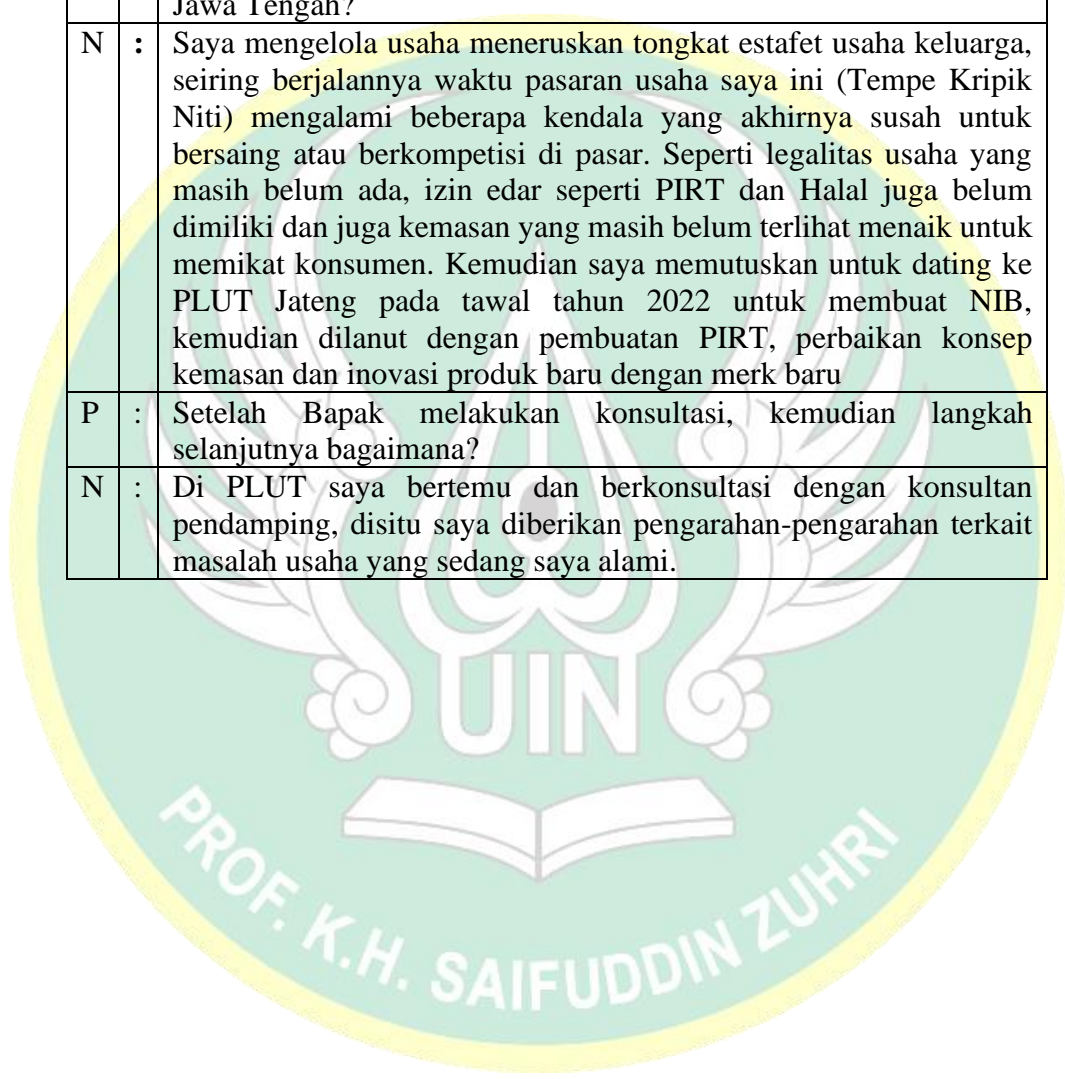 Jawa Tengah?
N : Saya mengelola usaha meneruskan tongkat estafet usaha keluarga,
seiring berjalannya waktu pasaran usaha saya ini (Tempe Kripik
Niti) mengalami beberapa kendala yang akhirnya susah untuk
bersaing atau berkompetisi di pasar. Seperti legalitas usaha yang
masih belum ada, izin edar seperti PIRT dan Halal juga belum
dimiliki dan juga kemasan yang masih belum terlihat menaik untuk
memikat konsumen. Kemudian saya memutuskan untuk dating ke
PLUT Jateng pada tawal tahun 2022 untuk membuat NIB,
kemudian dilanut dengan pembuatan PIRT, perbaikan konsep
kemasan dan inovasi produk baru dengan merk baru
P : Setelah Bapak melakukan konsultasi, kemudian langkah
selanjutnya bagaimana?
N : Di PLUT saya bertemu dan berkonsultasi dengan konsultan
pendamping, disitu saya diberikan pengarahan-pengarahan terkait
masalah usaha yang sedang saya alami.
UIN
PROF. K.H. SAIFUDDIN ZUHRI